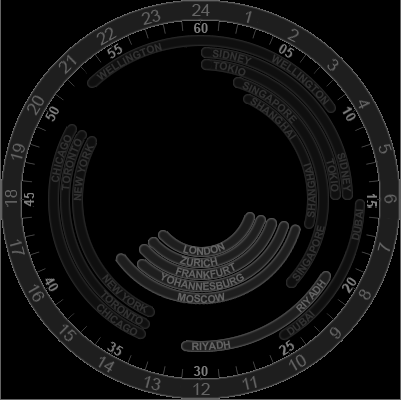 24
1
2
3
4
5
6
7
8
9
10
11
12
13
14
15
16
17
18
19
20
21
22
23
60
05
10
15
20
25
30
35
40
45
50
55
WELLINGTON
WELLINGTON
SIDNEY
SIDNEY
TOKIO
TOKIO
SINGAPORE
SINGAPORE
SHANGHAI
SHANGHAI
DUBAI
DUBAI
RIYADH
RIYADH
CHICAGO
CHICAGO
TORONTO
TORONTO
NEW YORK
NEW YORK
LONDON
ZURICH
FRANKFURT
YOHANNESBURG
MOSCOW